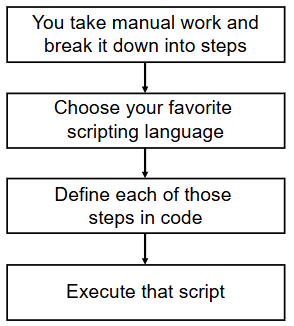 You take manual work and
break it down into steps
Choose your favorite
scripting language
Define each of those
steps in code
Execute that script